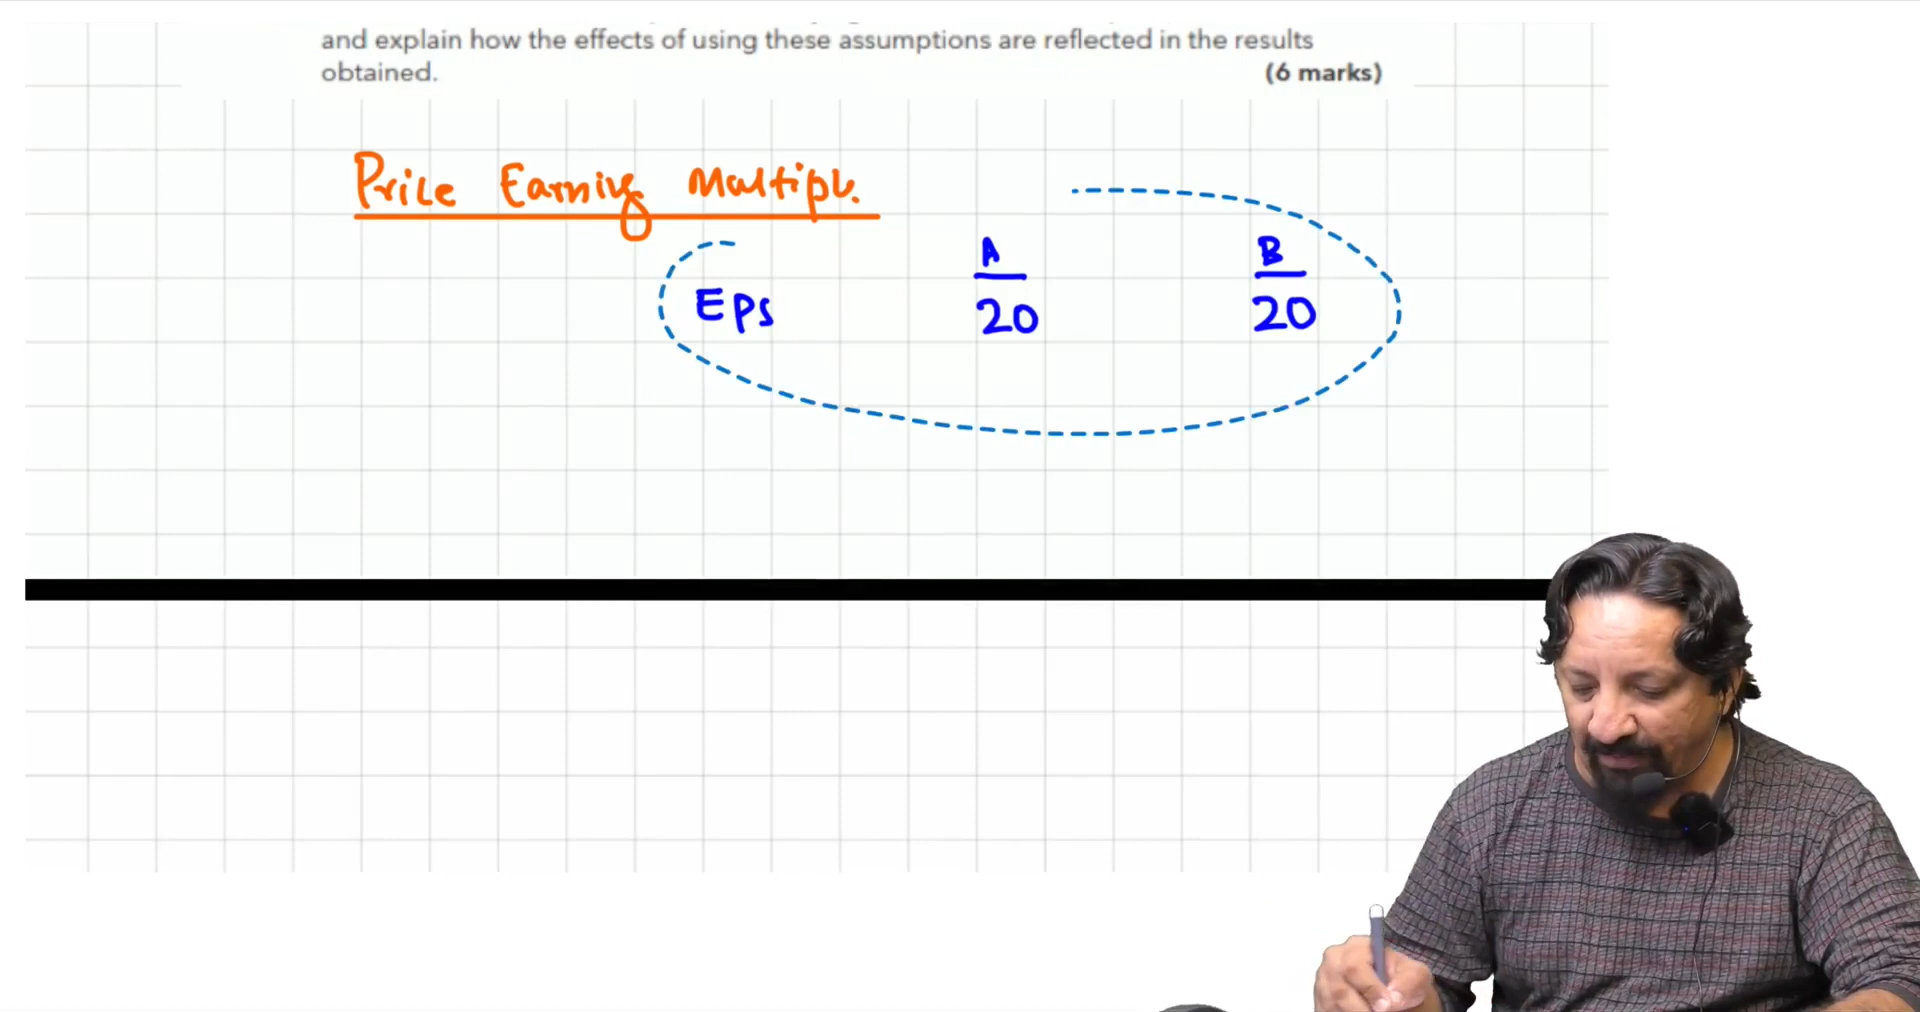 and explain how the effects of using these assumptions are reflected in the results
obtained. (6 marks)
Price Earning Multiple.
A B
Eps 20 20